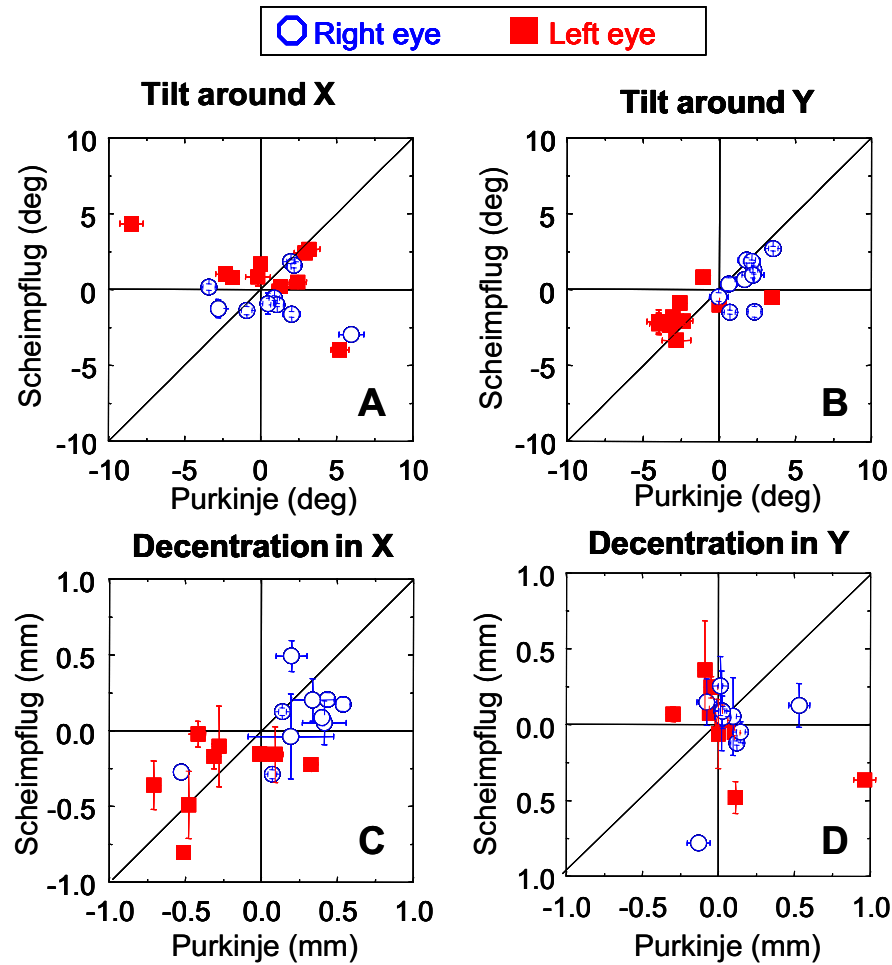 Right eye Left eye
Tilt around X
Tilt around Y
10
5
0
-5
-10
Scheimpflug (deg)
A
-10 -5 0 5 10
Purkinje (deg)
10
5
0
-5
-10
Scheimpflug (deg)
B
-10 -5 0 5 10
Purkinje (deg)
Decentration in X
Decentration in Y
1.0
0.5
0.0
-0.5
-1.0
Scheimpflug (mm)
C
-1.0 -0.5 0.0 0.5 1.0
Purkinje (mm)
1.0
0.5
0.0
0.5
1.0
Scheimpflug (mm)
D
-1.0 -0.5 0.0 0.5 1.0
Purkinje (mm)